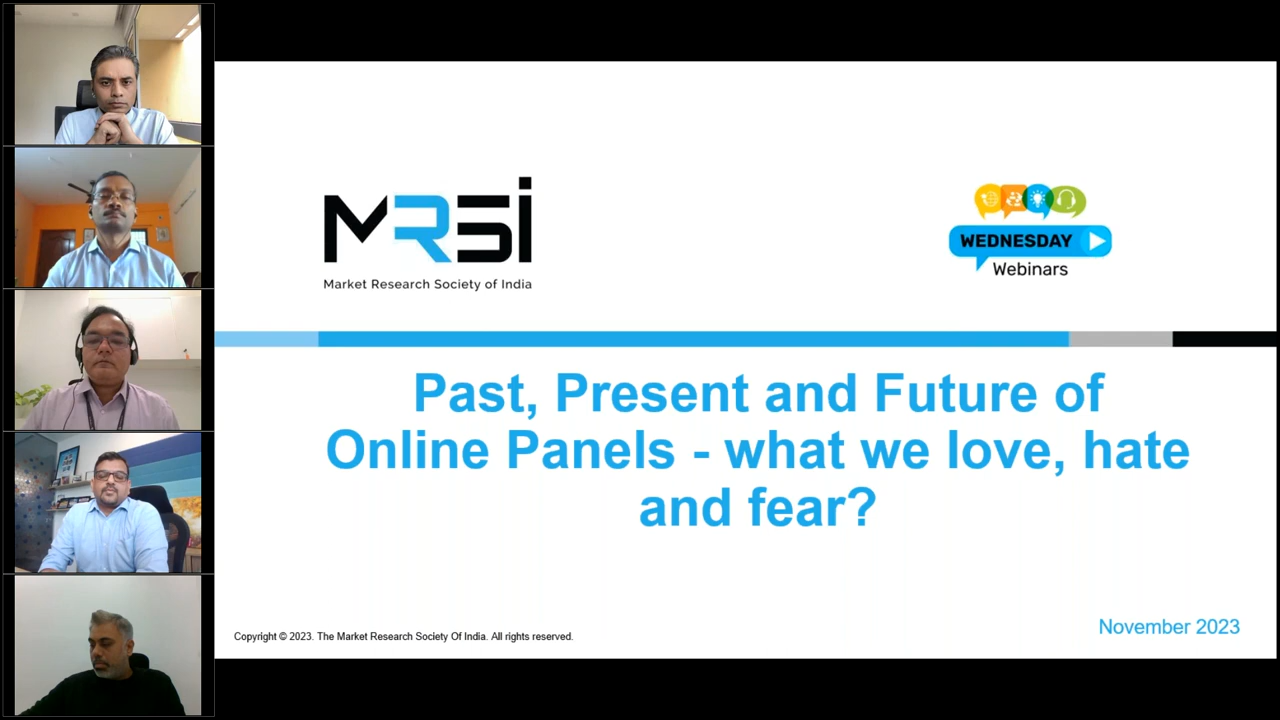 MRSI
Market Research Society of India
WEDNESDAY
Webinars
Past, Present and Future of
Online Panels - what we love, hate
and fear?
November 2023
Copyright © 2023. The Market Research Society Of India. All rights reserved.